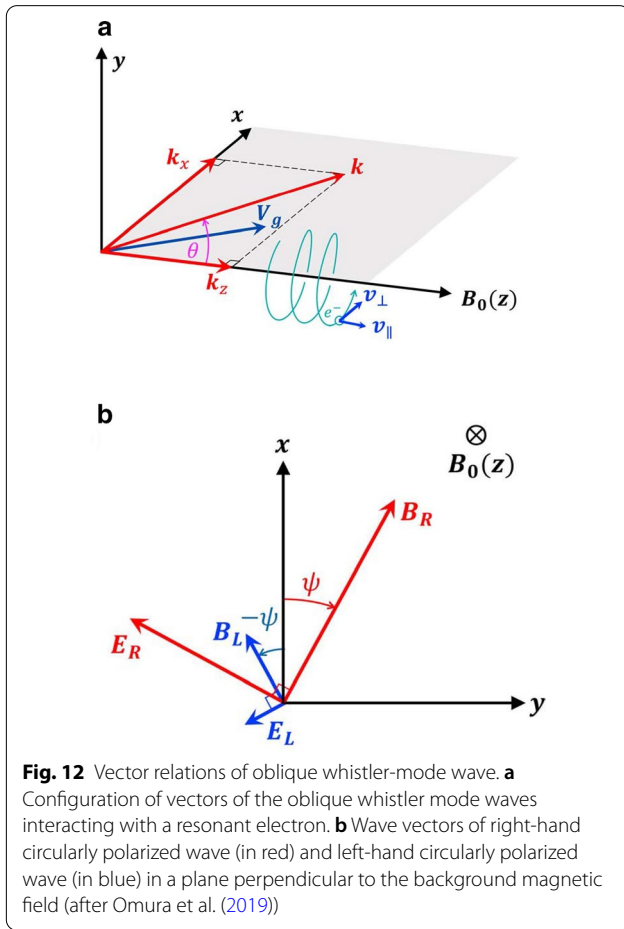 a
y
x
k_x
k
V_g
θ
k_z
B_0(z)
e^-
v_⊥
v_∥
b
x
⊗
B_0(z)
B_R
ψ
-ψ
B_L
E_R
y
E_L
Fig. 12 Vector relations of oblique whistler-mode wave. a
Configuration of vectors of the oblique whistler mode waves
interacting with a resonant electron. b Wave vectors of right-hand
circularly polarized wave (in red) and left-hand circularly polarized
wave (in blue) in a plane perpendicular to the background magnetic
field (after Omura et al. (2019))